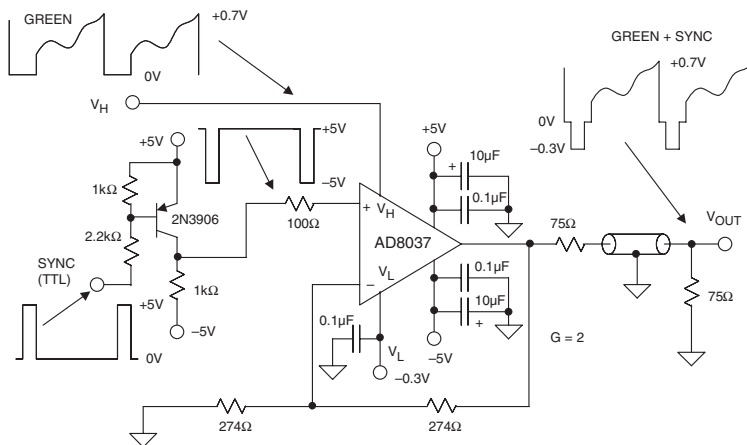 GREEN
+0.7V
0V
V_H
+5V
1kΩ
2N3906
2.2kΩ
SYNC
(TTL)
+5V
0V
1kΩ
–5V
+5V
–5V
100Ω
+
V_H
AD8037
V_L
–
+5V
+
10µF
0.1µF
0.1µF
10µF
+
–5V
0.1µF
V_L
–0.3V
274Ω
274Ω
G = 2
GREEN + SYNC
+0.7V
0V
–0.3V
75Ω
V_OUT
75Ω